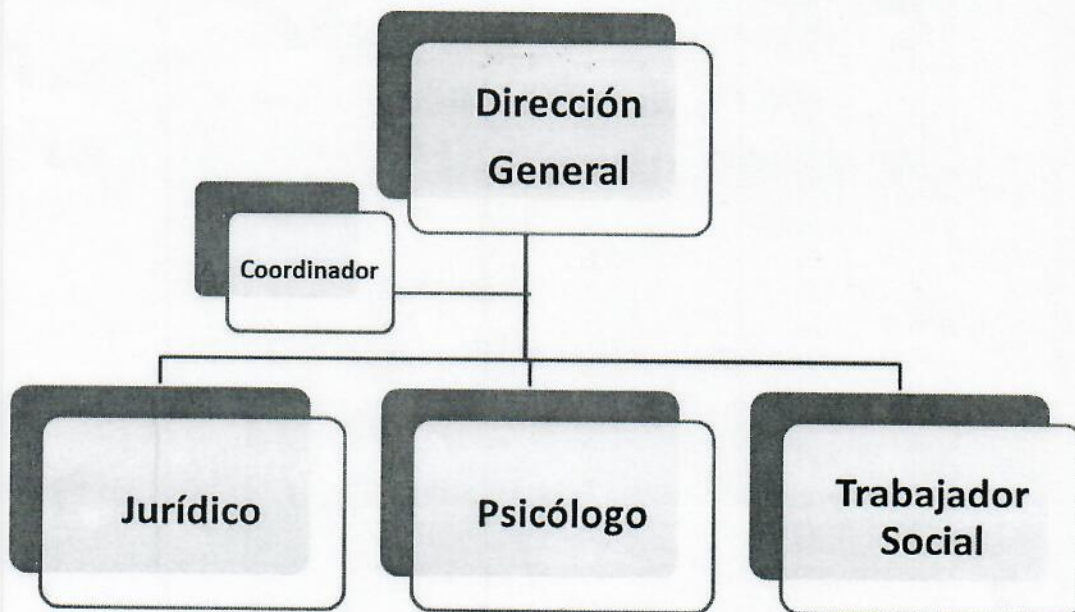 Dirección
General
Coordinador
Jurídico
Psicólogo
Trabajador
Social